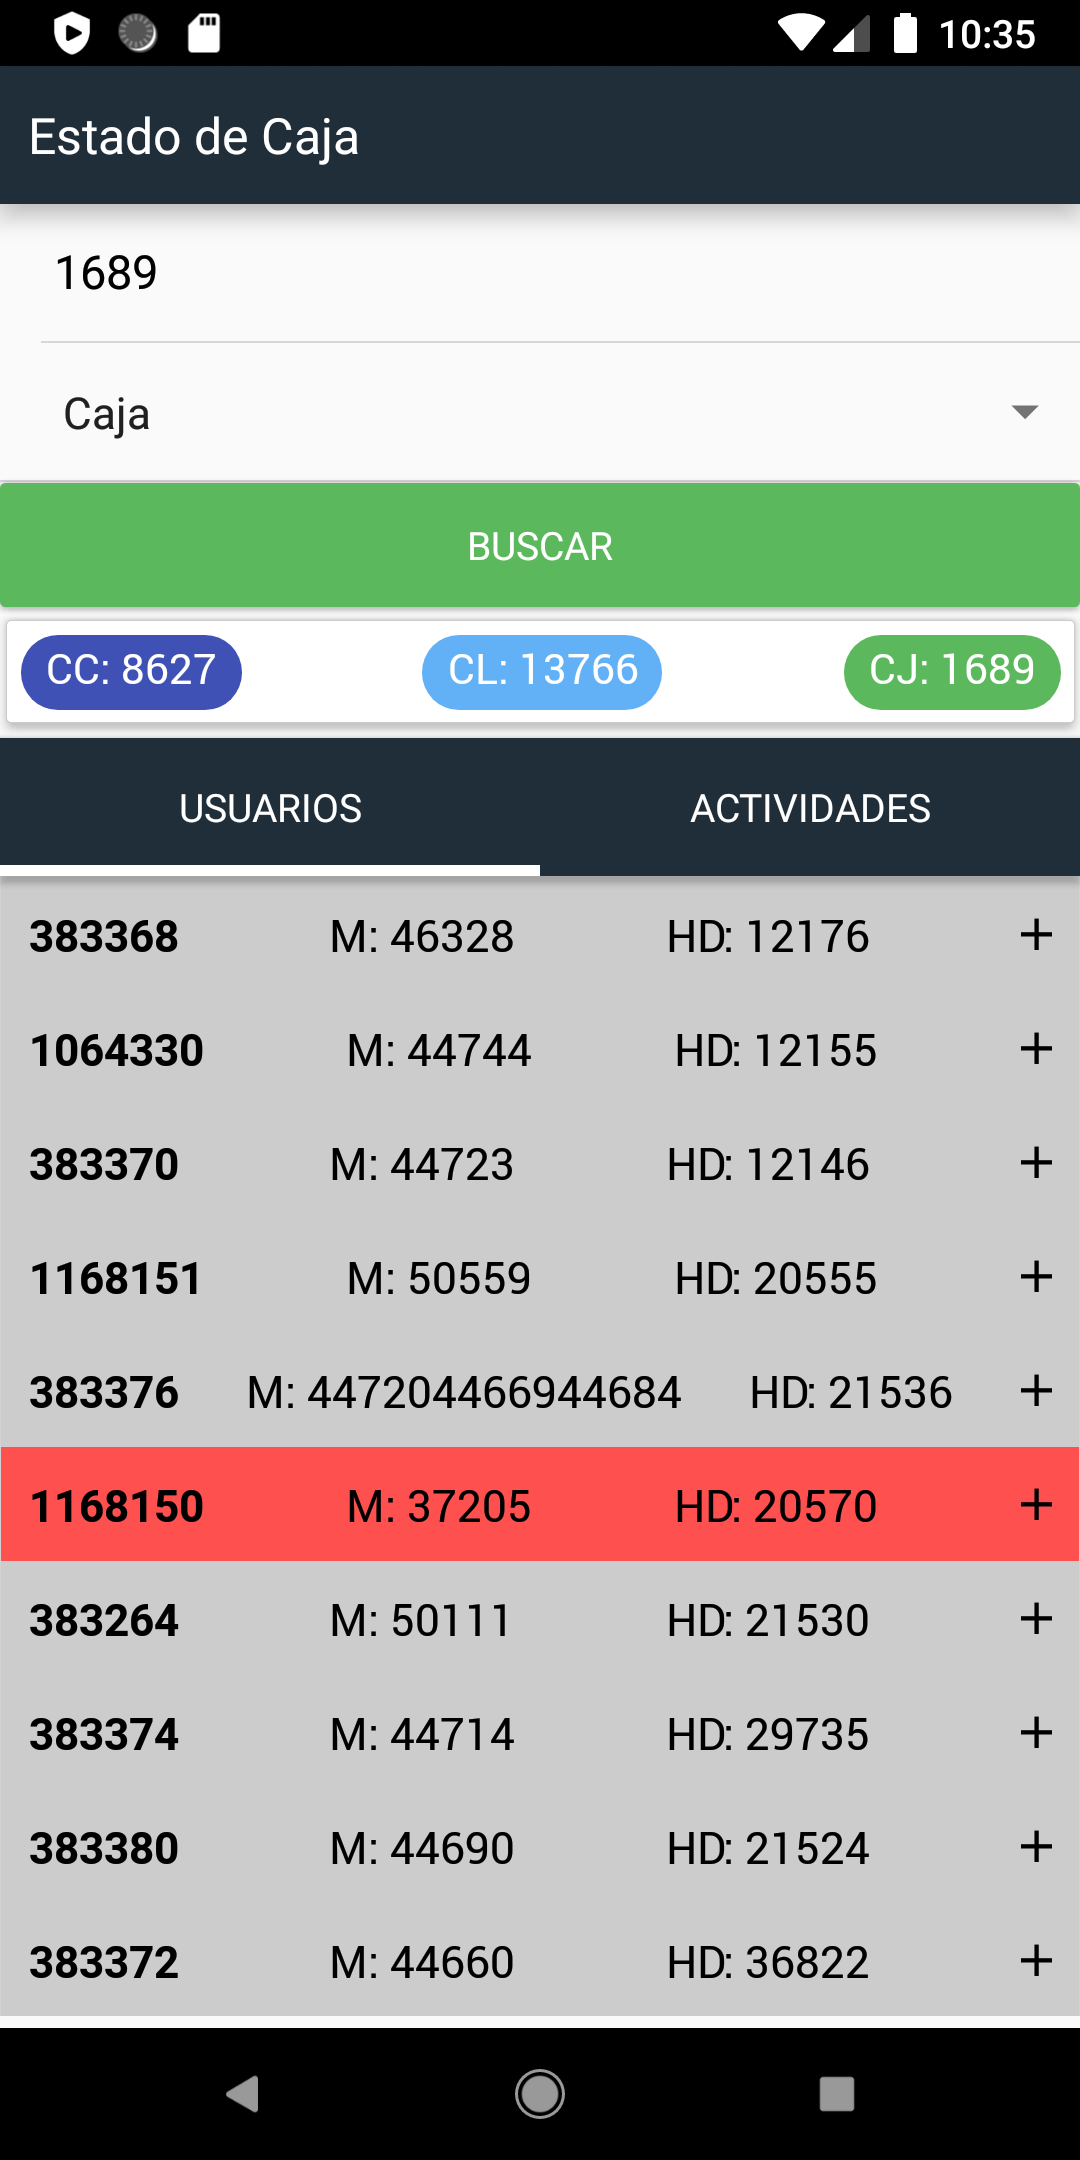 10:35
Estado de Caja
1689
Caja
BUSCAR
CC: 8627 CL: 13766 CJ: 1689
USUARIOS ACTIVIDADES
383368 M: 46328 HD: 12176 +
1064330 M: 44744 HD: 12155 +
383370 M: 44723 HD: 12146 +
1168151 M: 50559 HD: 20555 +
383376 M: 447204466944684 HD: 21536 +
1168150 M: 37205 HD: 20570 +
383264 M: 50111 HD: 21530 +
383374 M: 44714 HD: 29735 +
383380 M: 44690 HD: 21524 +
383372 M: 44660 HD: 36822 +